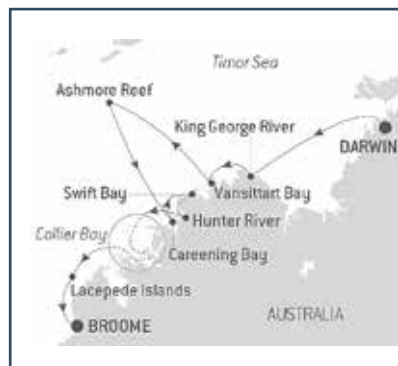 Timor Sea
Ashmore Reef
King George River
DARWIN
Swift Bay
Vansittart Bay
Hunter River
Collier Bay
Careening Bay
Lacepede Islands
AUSTRALIA
BROOME